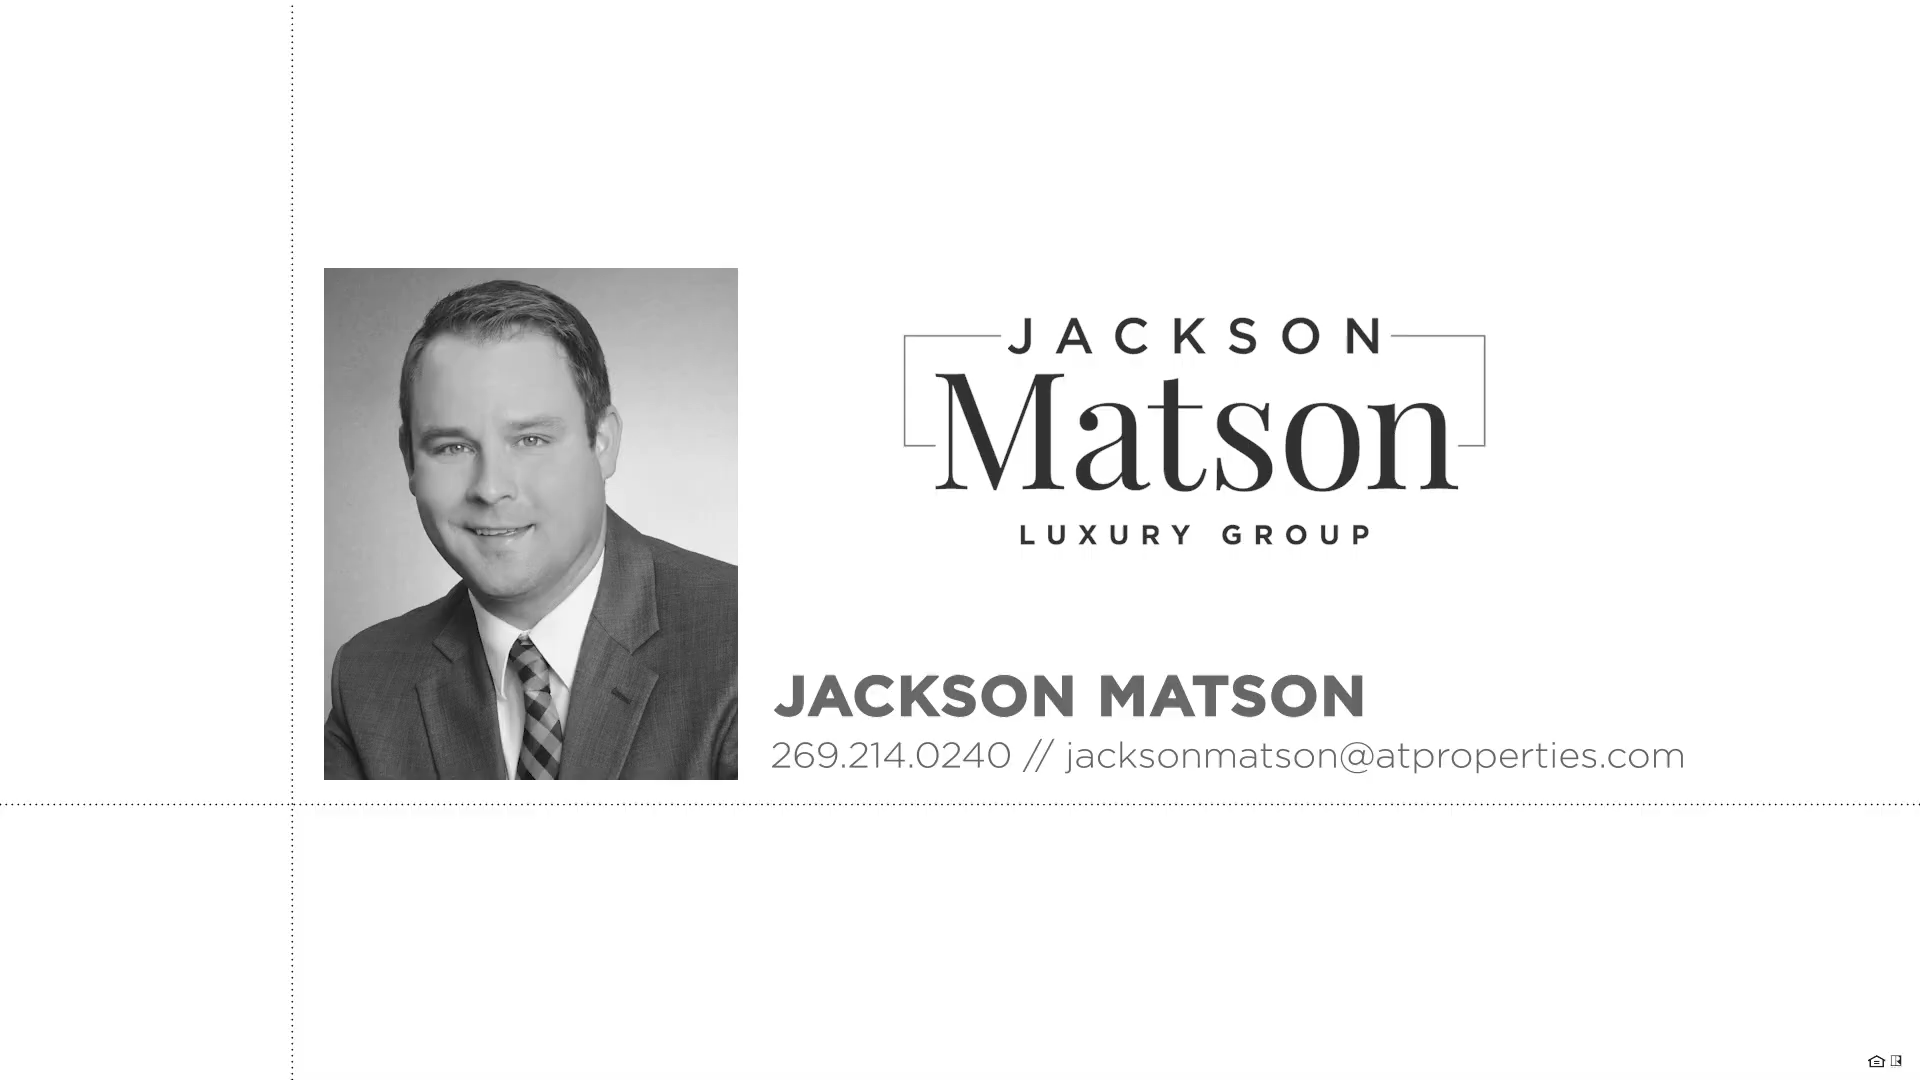 JACKSON
Matson
LUXURY GROUP
JACKSON MATSON
269.214.0240 // jacksonmatson@atproperties.com